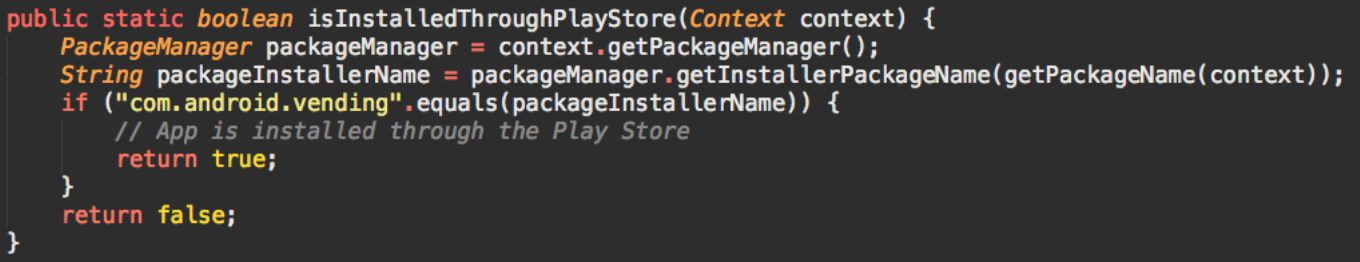 public static boolean isInstalledThroughPlayStore(Context context) {
    PackageManager packageManager = context.getPackageManager();
    String packageInstallerName = packageManager.getInstallerPackageName(getPackageName(context));
    if ("com.android.vending".equals(packageInstallerName)) {
        // App is installed through the Play Store
        return true;
    }
    return false;
}